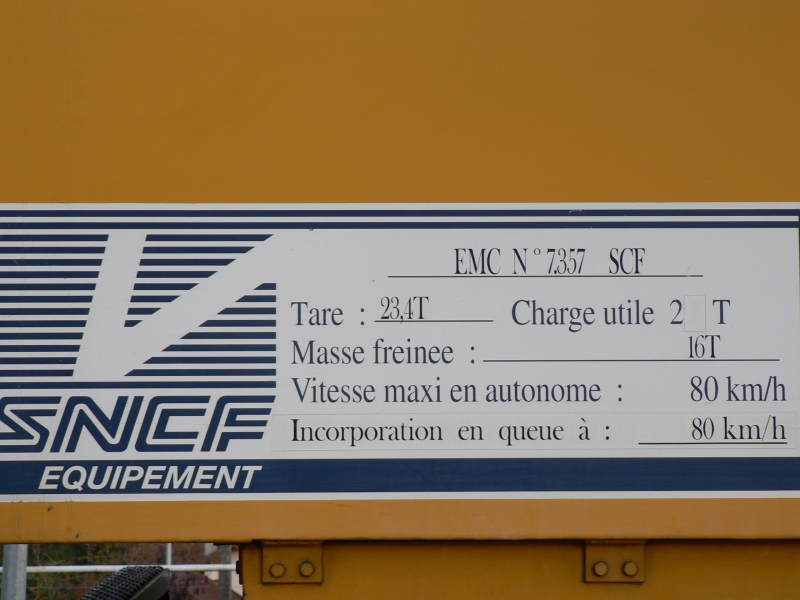 EMC N° 7.357 SCF
Tare : 23,4T Charge utile 2 T
Masse freinee : 16T
Vitesse maxi en autonome : 80 km/h
Incorporation en queue à : 80 km/h
SNCF
EQUIPEMENT